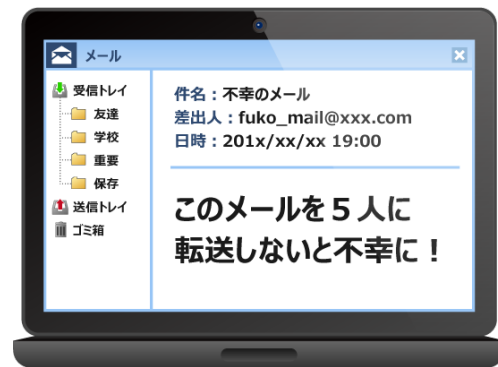 メール
受信トレイ
友達
学校
重要
保存
送信トレイ
ゴミ箱
件名：不幸のメール
差出人：fuko_mail@xxx.com
日時：201x/xx/xx 19:00
このメールを５人に
転送しないと不幸に！